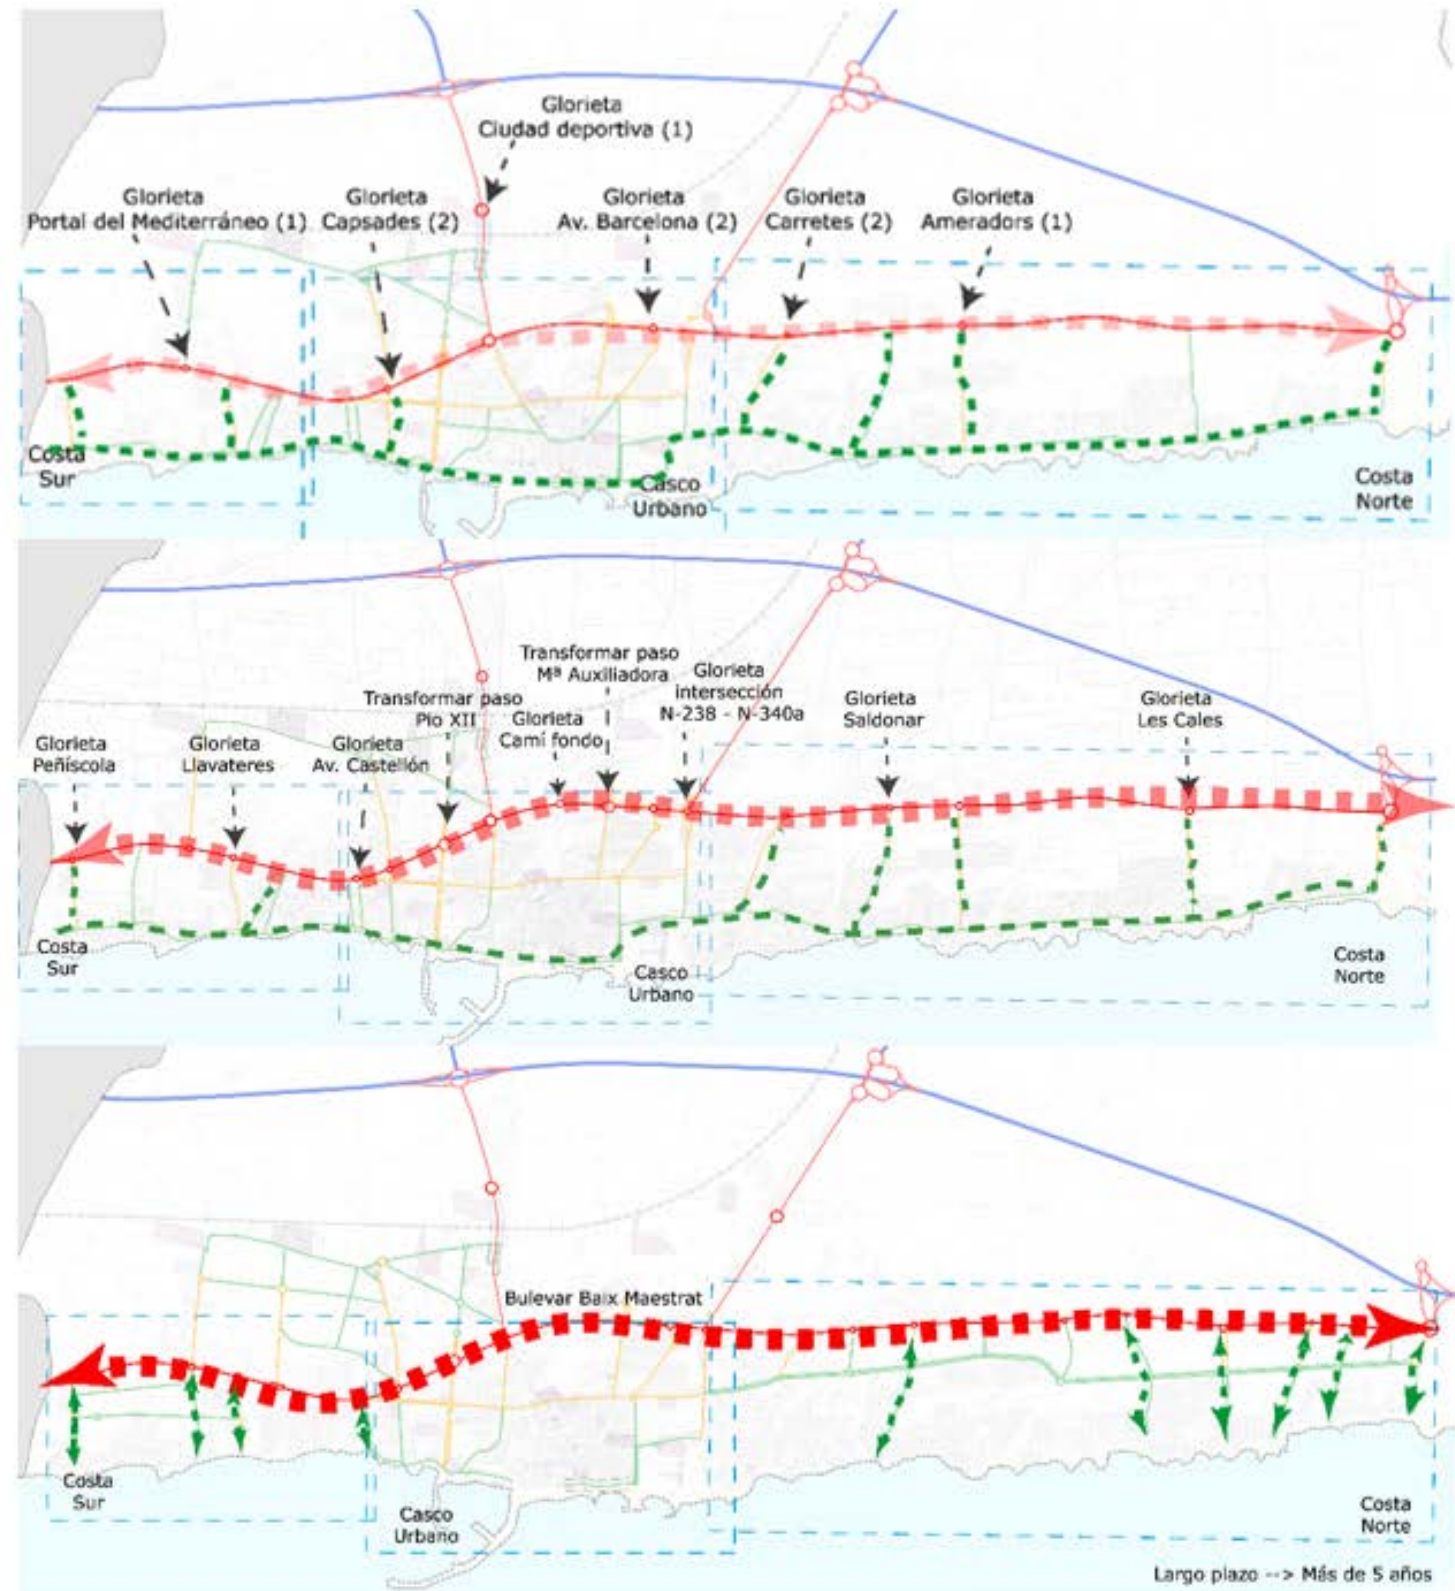 Glorieta
Ciudad deportiva (1)
Glorieta
Portal del Mediterráneo (1)
Glorieta
Capsades (2)
Glorieta
Av. Barcelona (2)
Glorieta
Carretes (2)
Glorieta
Ameradors (1)
Costa
Sur
Casco
Urbano
Costa
Norte
Transformar paso
Mª Auxiliadora
Glorieta
intersección
N-238 - N-340a
Transformar paso
Pio XII
Glorieta
Camí fondo
Glorieta
Saldonar
Glorieta
Les Cales
Glorieta
Peñíscola
Glorieta
Llavateres
Glorieta
Av. Castellón
Costa
Sur
Casco
Urbano
Costa
Norte
Bulevar Baix Maestrat
Costa
Sur
Casco
Urbano
Costa
Norte
Largo plazo --> Más de 5 años